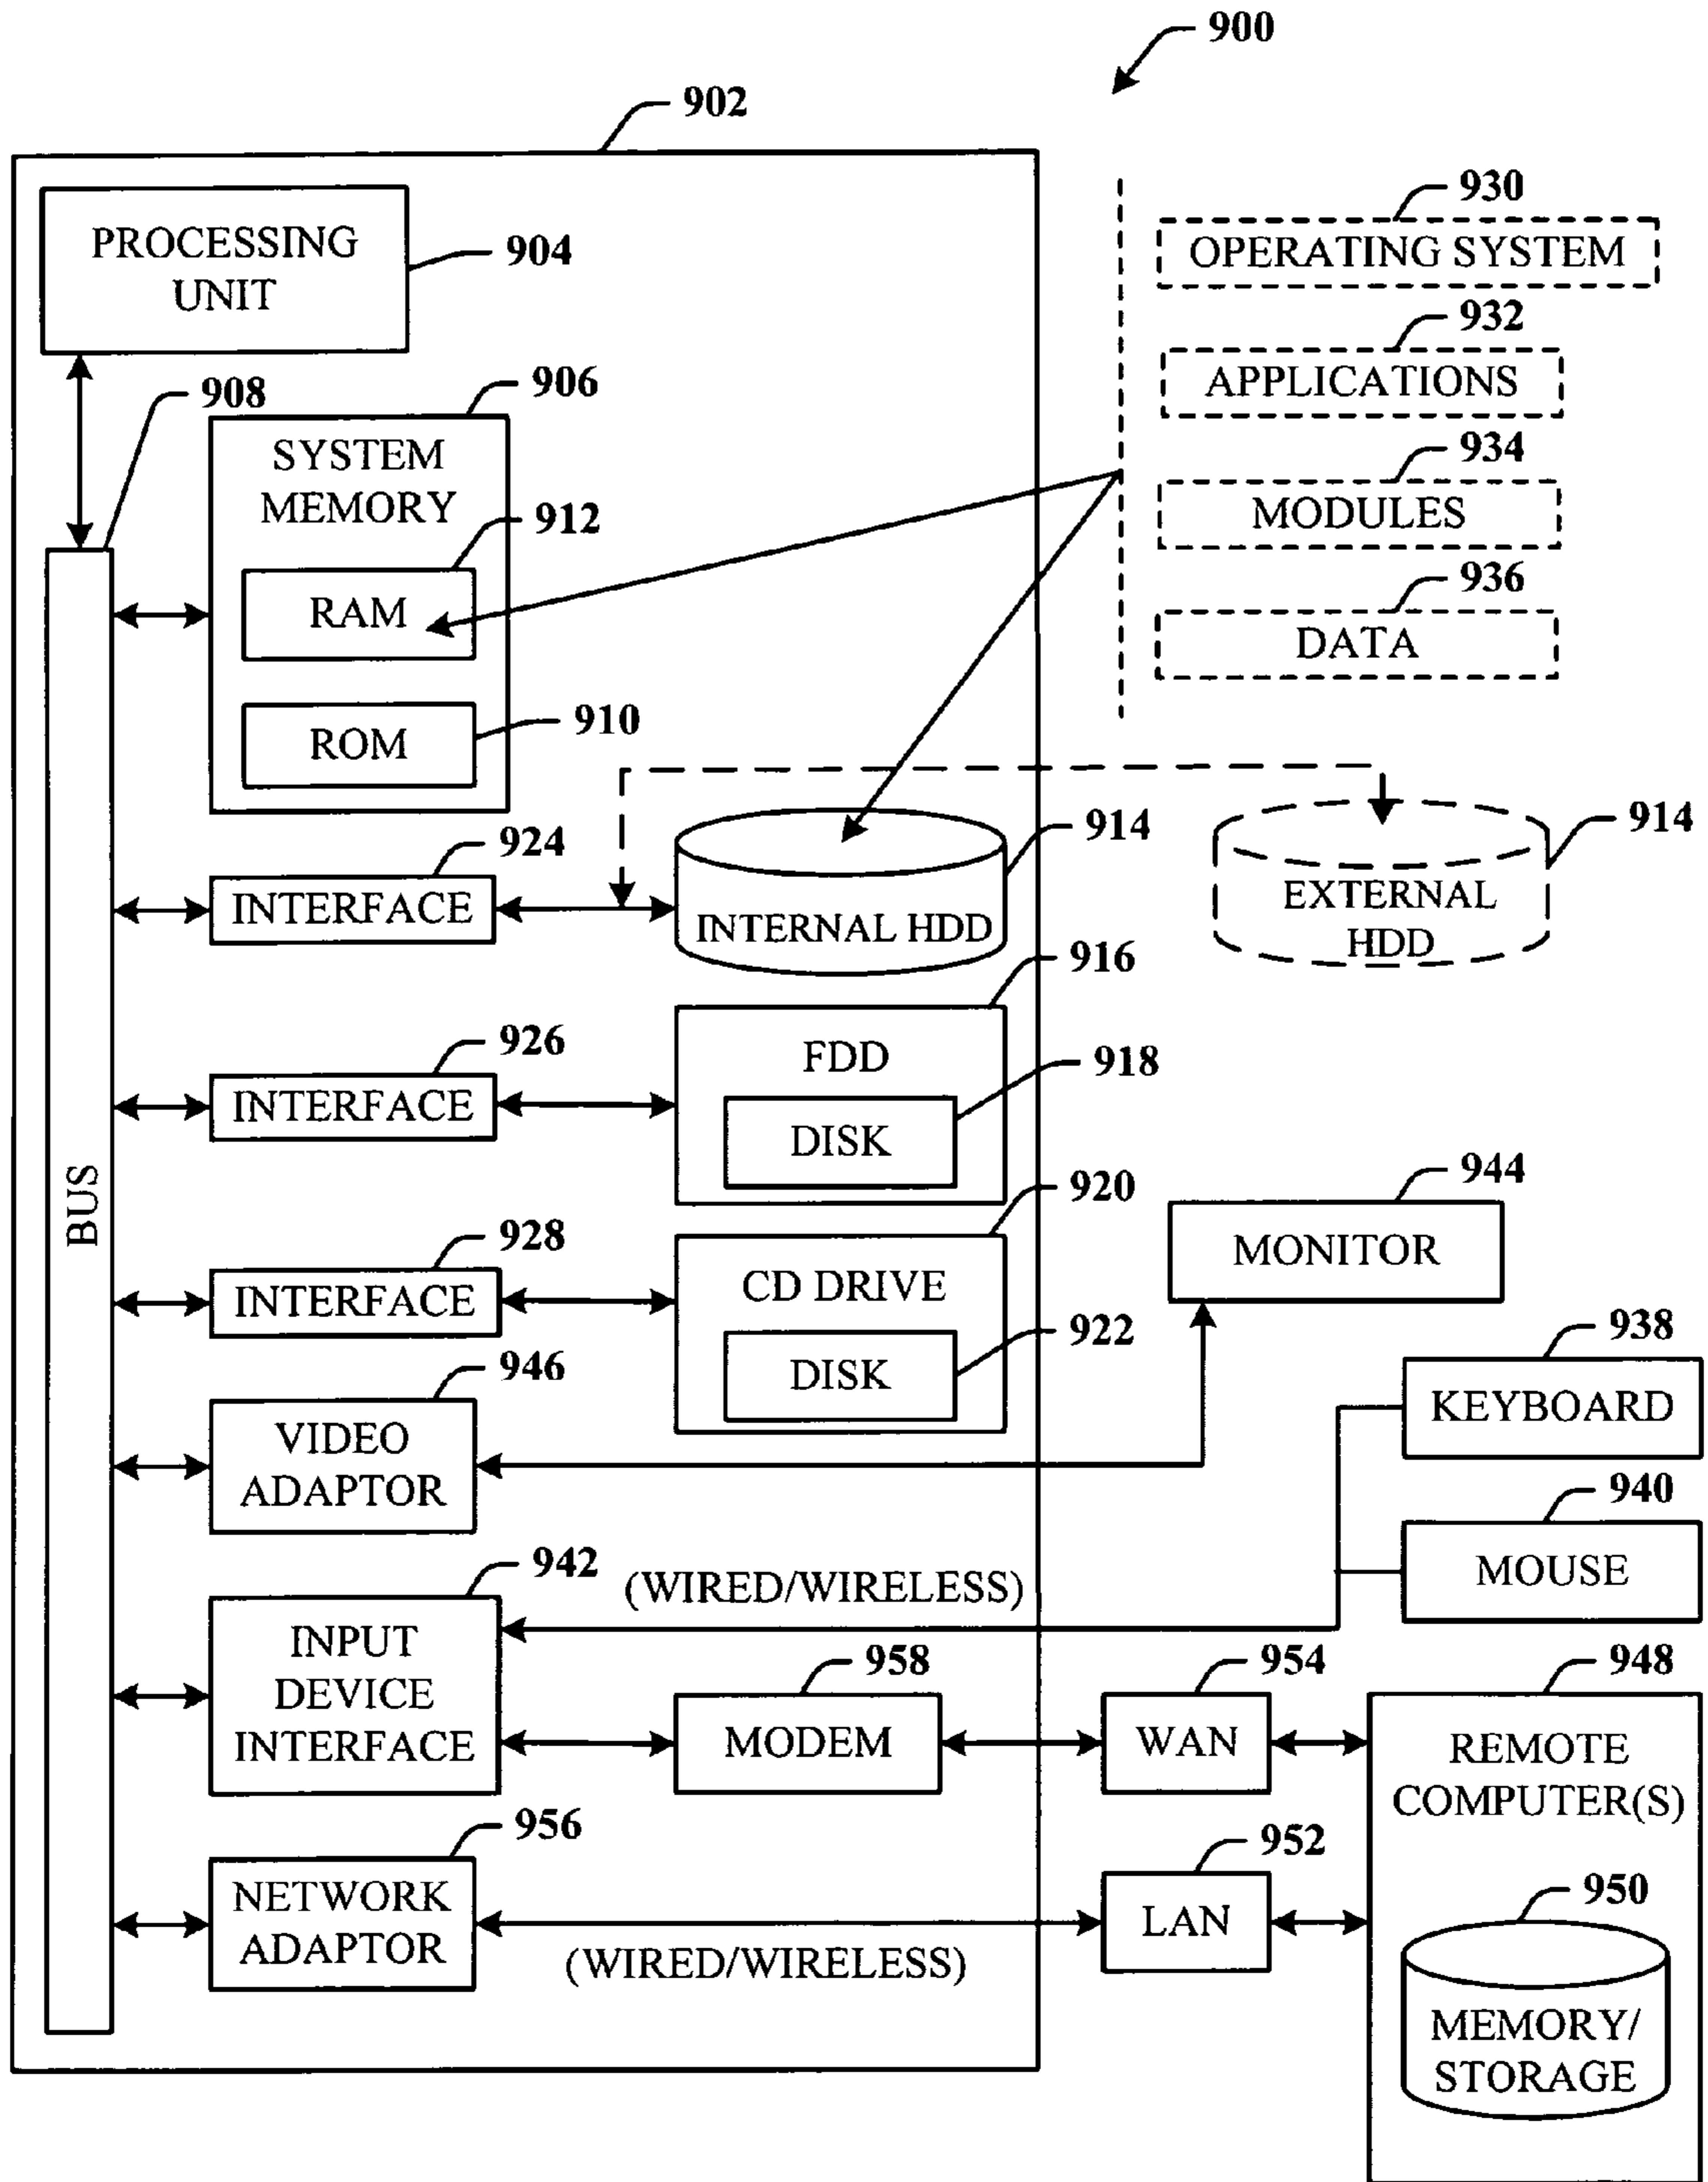 900
902
PROCESSING
UNIT
904
930
OPERATING SYSTEM
932
APPLICATIONS
934
MODULES
936
DATA
908
906
SYSTEM
MEMORY
912
RAM
910
ROM
924
INTERFACE
914
INTERNAL HDD
914
EXTERNAL
HDD
916
926
INTERFACE
FDD
918
DISK
BUS
920
928
INTERFACE
CD DRIVE
922
DISK
944
MONITOR
938
KEYBOARD
946
VIDEO
ADAPTOR
940
MOUSE
942
(WIRED/WIRELESS)
INPUT
DEVICE
INTERFACE
958
MODEM
954
WAN
948
REMOTE
COMPUTER(S)
956
NETWORK
ADAPTOR
(WIRED/WIRELESS)
952
LAN
950
MEMORY/
STORAGE